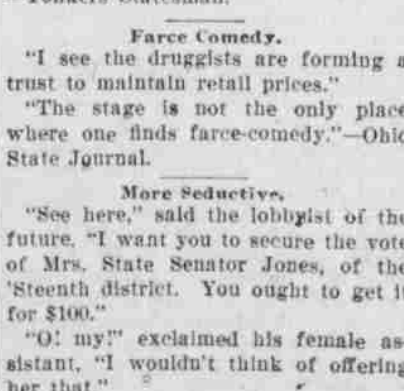 Farce Comedy.
"I see the druggists are forming a
trust to maintain retail prices."
"The stage is not the only place
where one finds farce-comedy."—Ohio
State Journal.
More Seductive.
"See here," said the lobbyist of the
future, "I want you to secure the vote
of Mrs. State Senator Jones, of the
'Steenth district. You ought to get it
for $100."
"O! my!" exclaimed his female as-
sistant, "I wouldn't think of offering
her that."